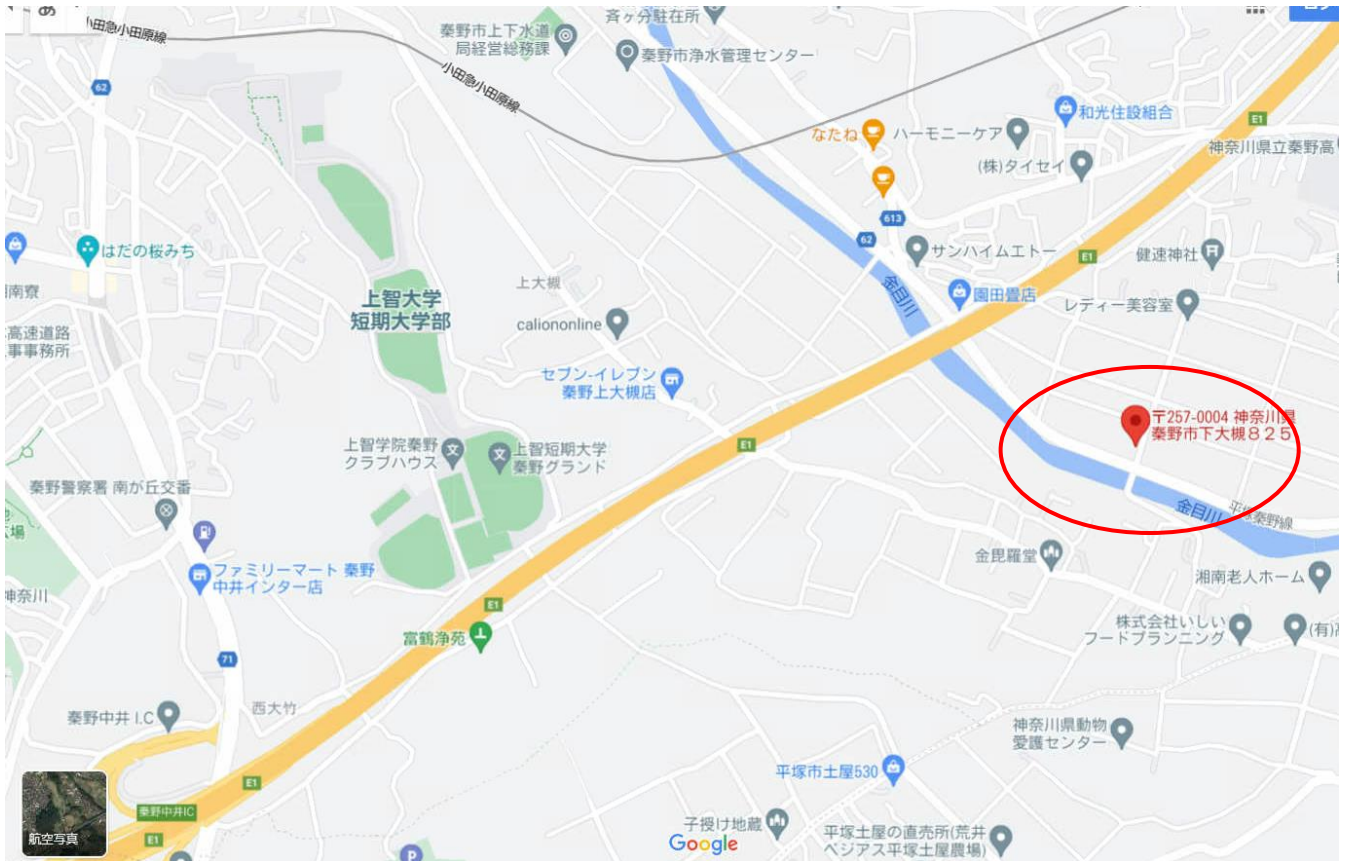 あ
小田急小田原線
62
秦野市上下水道
局経営総務課
斉ヶ分駐在所
秦野市浄水管理センター
小田急小田原線
なたね
ハーモニーケア
和光住設組合
E1
神奈川県立秦野高
(株)タイセイ
613
62
サンハイムエトー
E1
健速神社
はだの桜みち
南寮
高速道路
事事務所
上智大学
短期大学部
上大槻
caliononline
金目川
園田畳店
レディー美容室
セブン-イレブン
秦野上大槻店
〒257-0004 神奈川県
秦野市下大槻825
E1
上智学院秦野
クラブハウス
上智短期大学
秦野グランド
秦野警察署 南が丘交番
広場
金目川
平塚秦野線
金毘羅堂
湘南老人ホーム
ファミリーマート 秦野
中井インター店
神奈川
E1
富鶴浄苑
株式会社いしい
フードプランニング
(有)
71
西大竹
秦野中井 I.C
神奈川県動物
愛護センター
平塚市土屋530
E1
秦野中井IC
E1
航空写真
子授け地蔵
Google
平塚土屋の直売所(荒井
ベジアス平塚土屋農場)